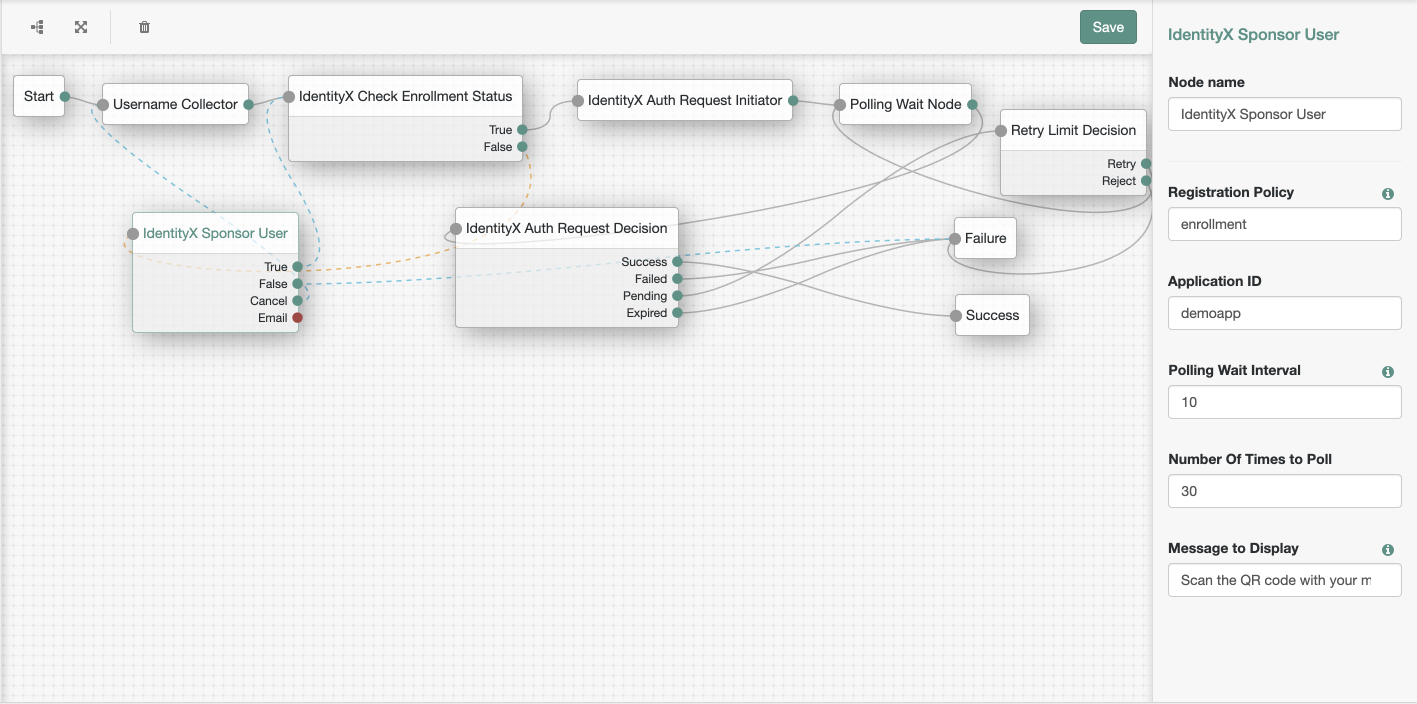 Save
Start
Username Collector
IdentityX Check Enrollment Status
True
False
IdentityX Auth Request Initiator
Polling Wait Node
Retry Limit Decision
Retry
Reject
IdentityX Sponsor User
True
False
Cancel
Email
IdentityX Auth Request Decision
Success
Failed
Pending
Expired
Failure
Success
IdentityX Sponsor User
Node name
IdentityX Sponsor User
Registration Policy
enrollment
Application ID
demoapp
Polling Wait Interval
10
Number Of Times to Poll
30
Message to Display
Scan the QR code with your m